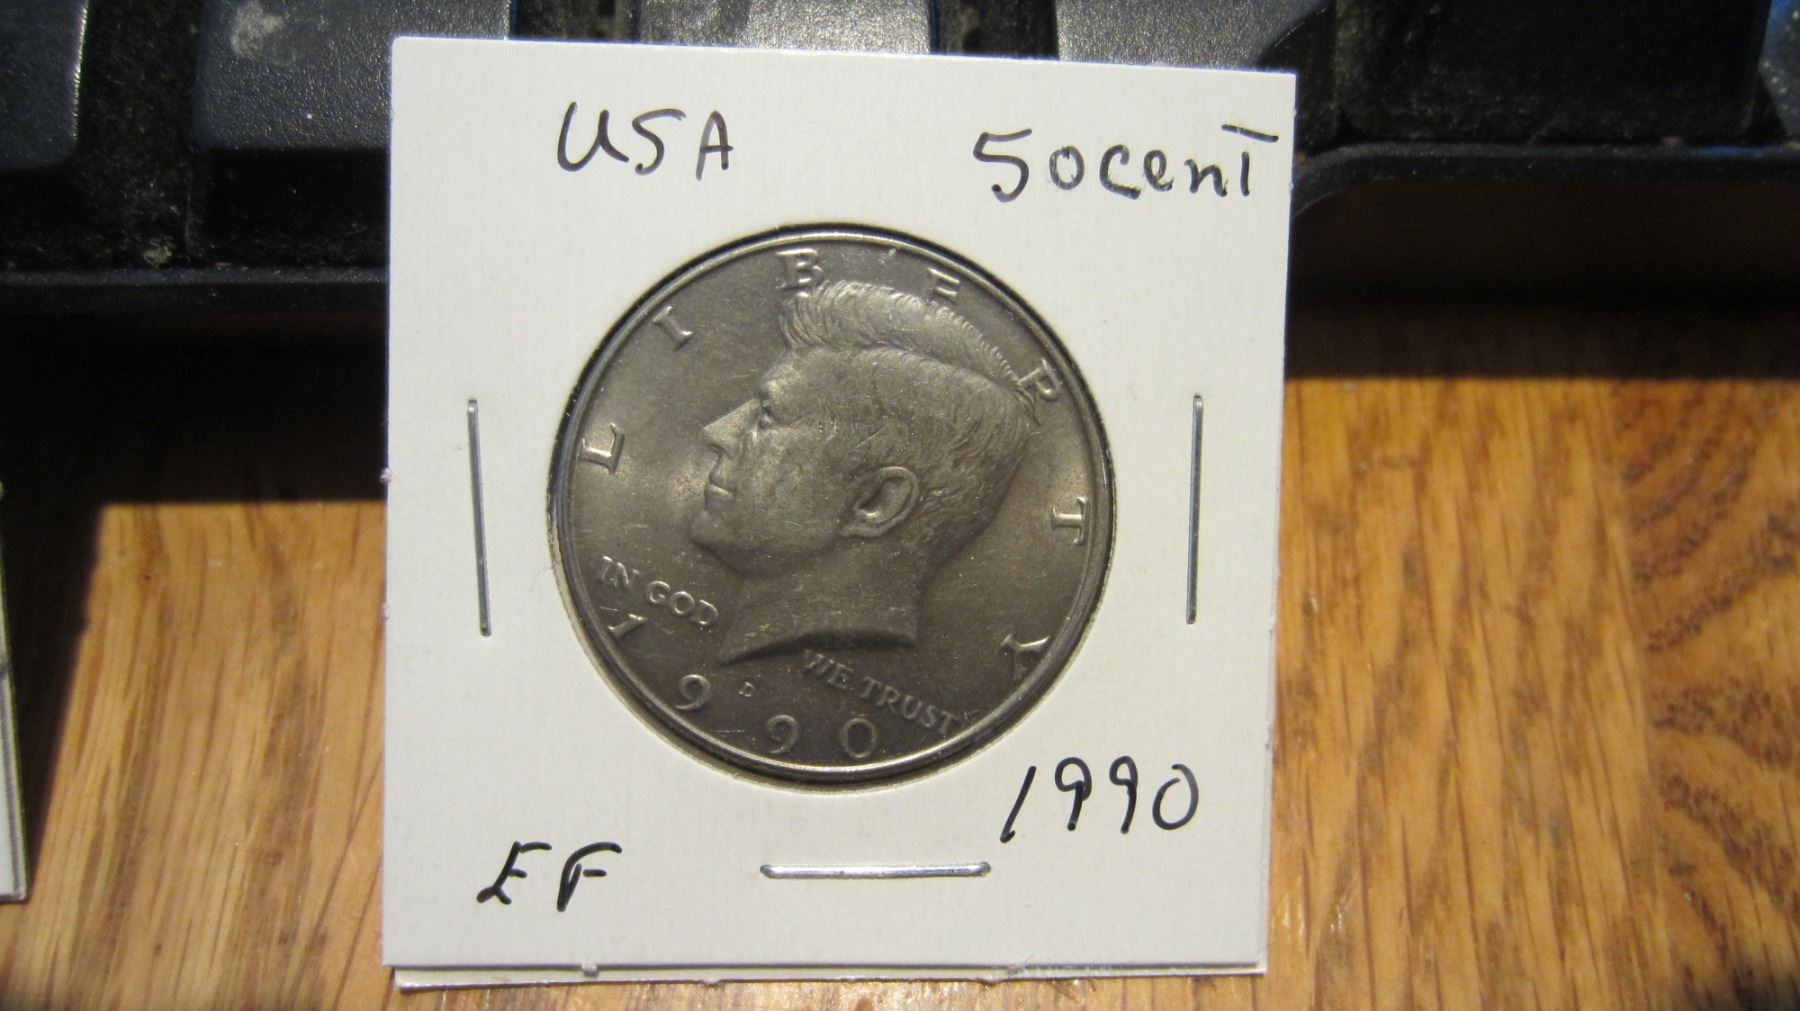 USA 50cent
LIBERTY
IN GOD
WE TRUST
D
1990
1990
EF